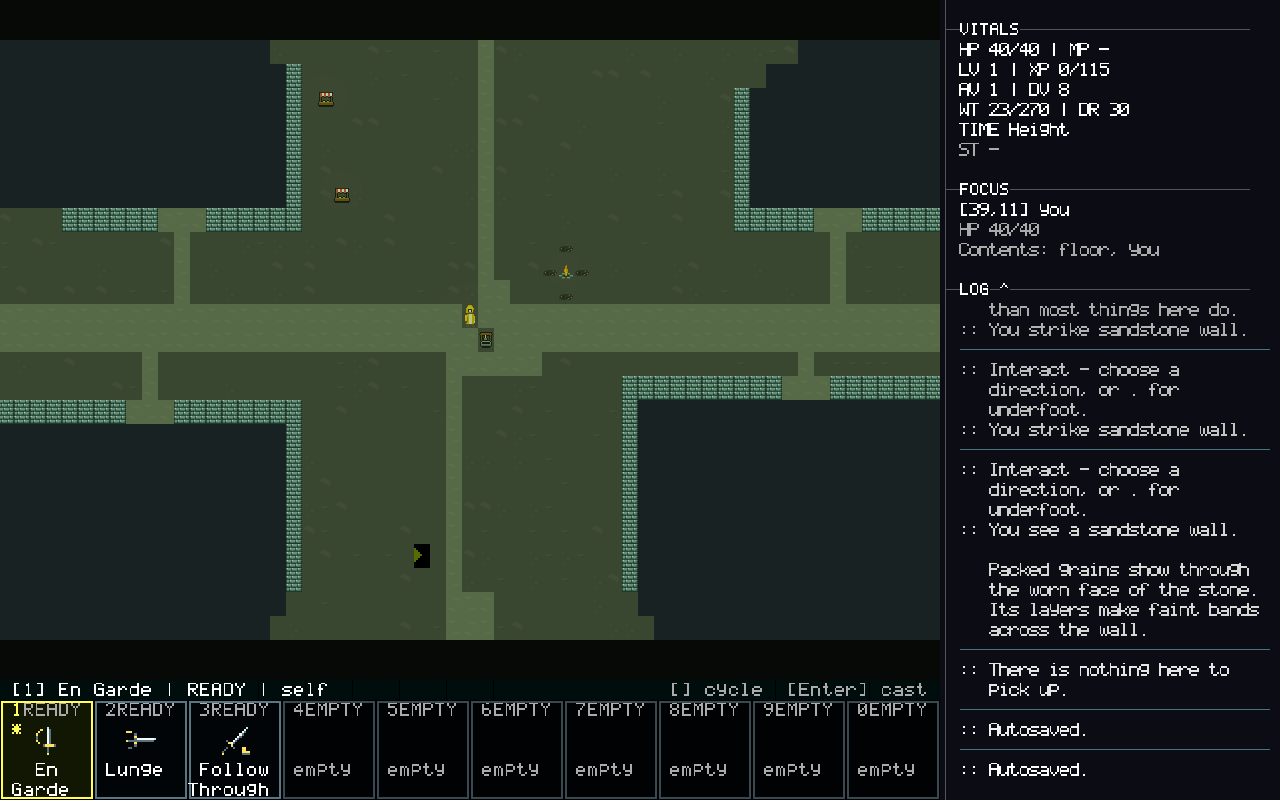 VITALS
HP 40/40 | MP -
LV 1 | XP 0/115
AV 1 | DV 8
WT 23/270 | DR 30
TIME Height
ST -
FOCUS
[39,11] You
HP 40/40
Contents: floor, You
LOG ^
than most things here do.
:: You strike sandstone wall.
:: Interact - choose a
direction, or . for
underfoot.
:: You strike sandstone wall.
:: Interact - choose a
direction, or . for
underfoot.
:: You see a sandstone wall.
Packed grains show through
the worn face of the stone.
Its layers make faint bands
across the wall.
:: There is nothing here to
Pick up.
:: Autosaved.
:: Autosaved.
[1] En Garde | READY | self
[] cycle [Enter] cast
1READY 2READY 3READY 4EMPTY 5EMPTY 6EMPTY 7EMPTY 8EMPTY 9EMPTY 0EMPTY
*
En Lunge Follow empty empty empty empty empty empty empty
Garde Through